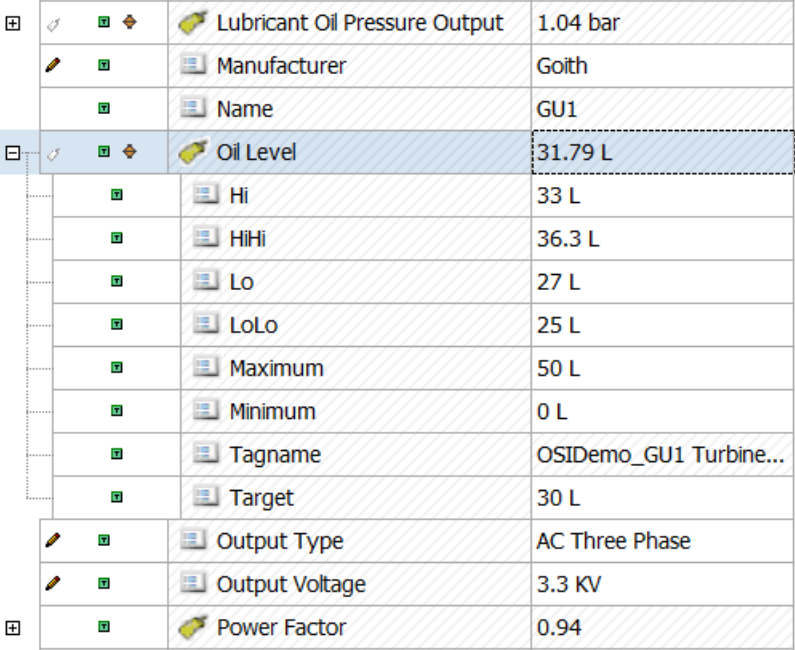 Lubricant Oil Pressure Output 1.04 bar
Manufacturer Goith
Name GU1
Oil Level 31.79 L
Hi 33 L
HiHi 36.3 L
Lo 27 L
LoLo 25 L
Maximum 50 L
Minimum 0 L
Tagname OSIDemo_GU1 Turbine...
Target 30 L
Output Type AC Three Phase
Output Voltage 3.3 KV
Power Factor 0.94